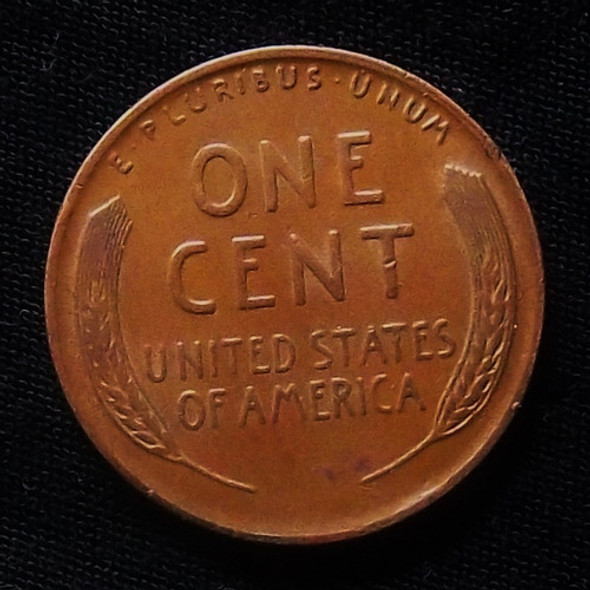 E·PLURIBUS·UNUM
ONE
CENT
UNITED STATES
OF AMERICA